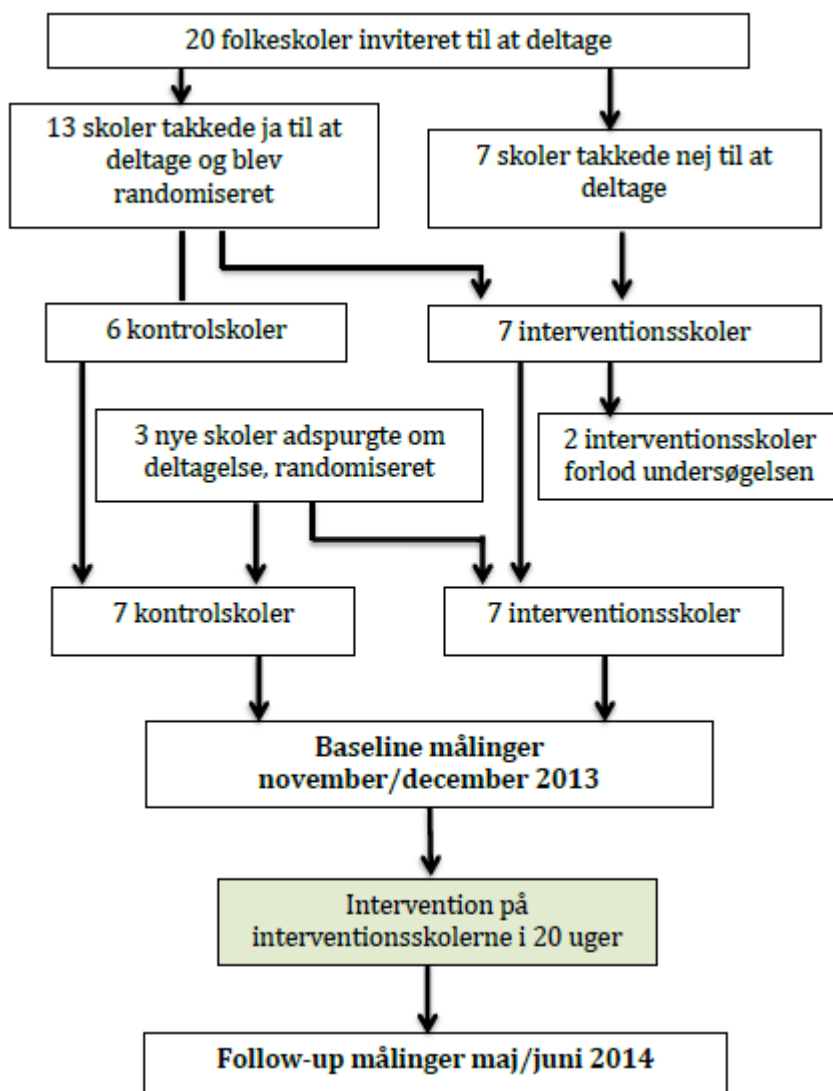 20 folkeskoler inviteret til at deltage
13 skoler takkede ja til at
deltage og blev
randomiseret
7 skoler takkede nej til at
deltage
6 kontrolskoler
7 interventionsskoler
3 nye skoler adspurgte om
deltagelse, randomiseret
2 interventionsskoler
forlod undersøgelsen
7 kontrolskoler
7 interventionsskoler
Baseline målinger
november/december 2013
Intervention på
interventionsskolerne i 20 uger
Follow-up målinger maj/juni 2014